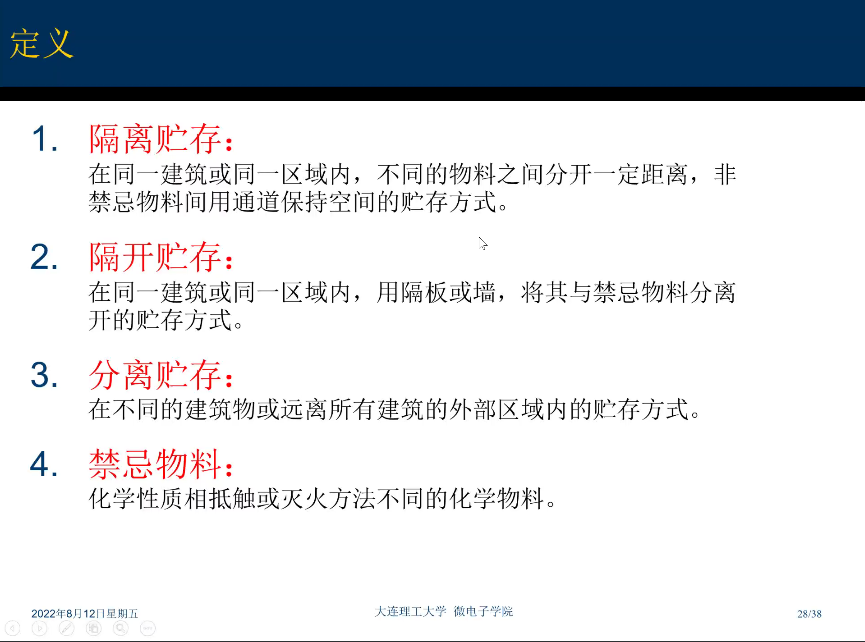 定义
1. 隔离贮存：
在同一建筑或同一区域内，不同的物料之间分开一定距离，非
禁忌物料间用通道保持空间的贮存方式。
2. 隔开贮存：
在同一建筑或同一区域内，用隔板或墙，将其与禁忌物料分离
开的贮存方式。
3. 分离贮存：
在不同的建筑物或远离所有建筑的外部区域内的贮存方式。
4. 禁忌物料：
化学性质相抵触或灭火方法不同的化学物料。
2022年8月12日星期五
大连理工大学 微电子学院
28/38